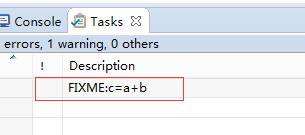 Console Tasks
errors, 1 warning, 0 others
! Description
FIXME:c=a+b